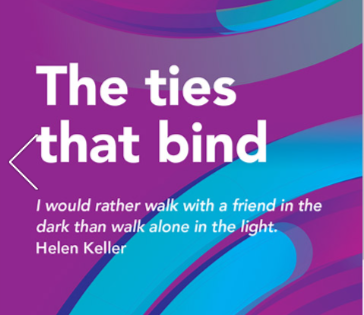 The ties
that bind
I would rather walk with a friend in the
dark than walk alone in the light.
Helen Keller